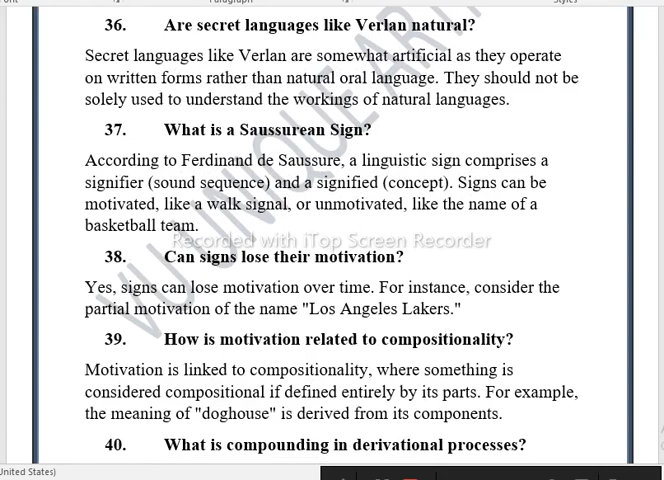 36. Are secret languages like Verlan natural?
Secret languages like Verlan are somewhat artificial as they operate
on written forms rather than natural oral language. They should not be
solely used to understand the workings of natural languages.
37. What is a Saussurean Sign?
According to Ferdinand de Saussure, a linguistic sign comprises a
signifier (sound sequence) and a signified (concept). Signs can be
motivated, like a walk signal, or unmotivated, like the name of a
basketball team.
Recorded with iTop Screen Recorder
38. Can signs lose their motivation?
Yes, signs can lose motivation over time. For instance, consider the
partial motivation of the name "Los Angeles Lakers."
39. How is motivation related to compositionality?
Motivation is linked to compositionality, where something is
considered compositional if defined entirely by its parts. For example,
the meaning of "doghouse" is derived from its components.
40. What is compounding in derivational processes?
United States)
VU UNIQUE